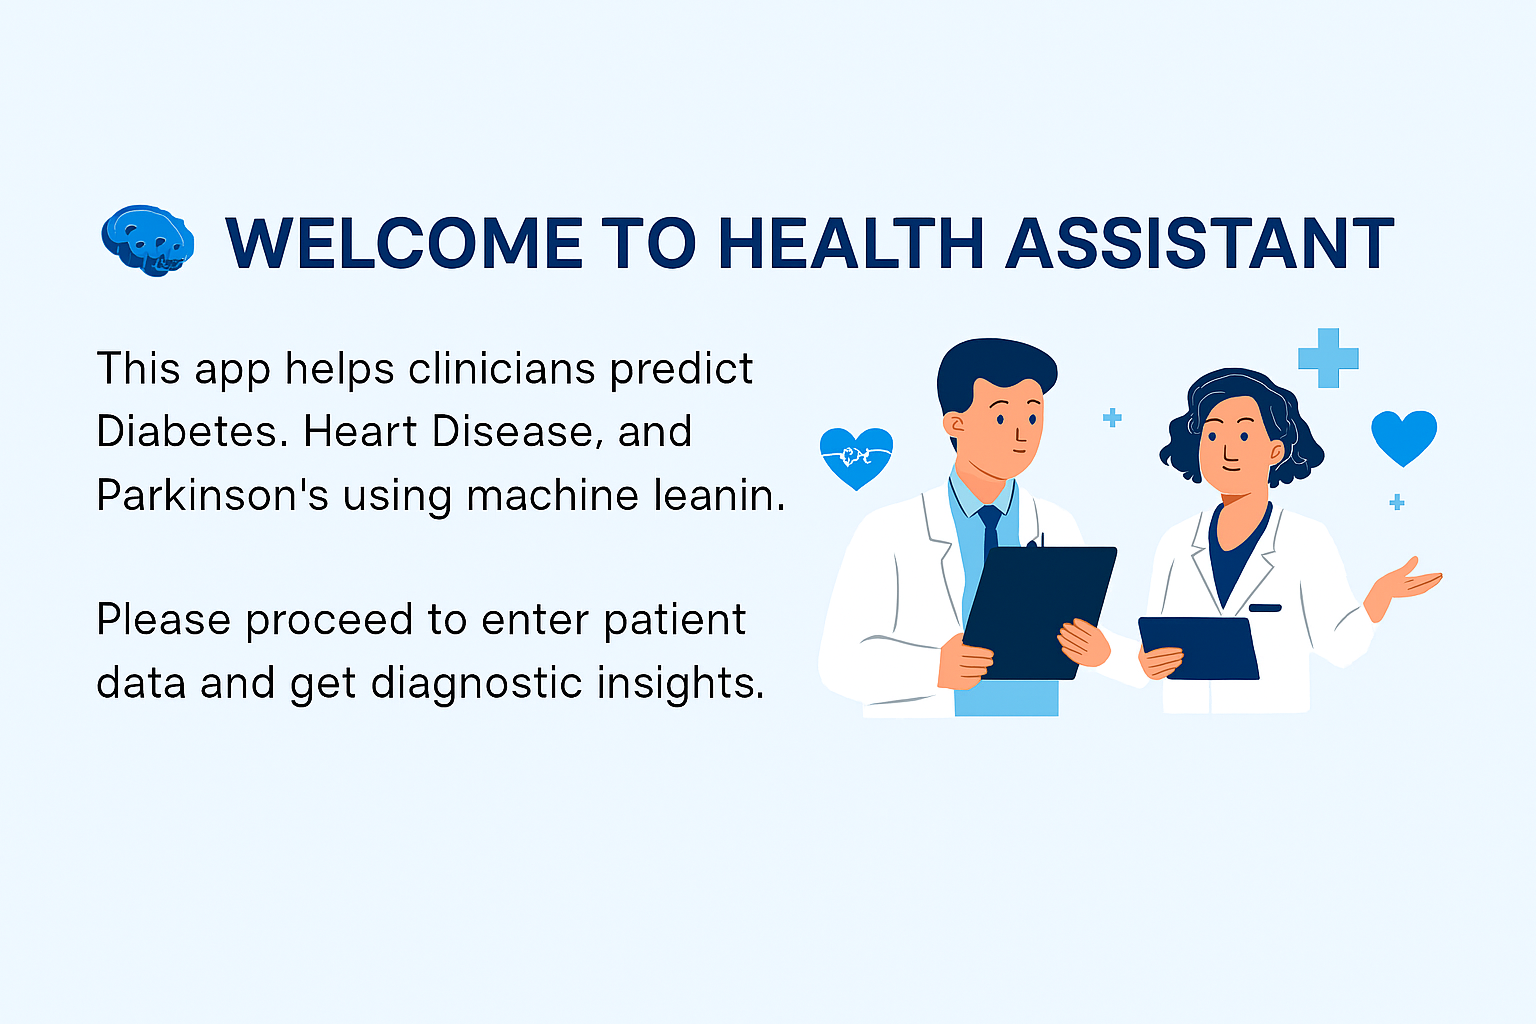 WELCOME TO HEALTH ASSISTANT
This app helps clinicians predict
Diabetes. Heart Disease, and
Parkinson's using machine leanin.
Please proceed to enter patient
data and get diagnostic insights.